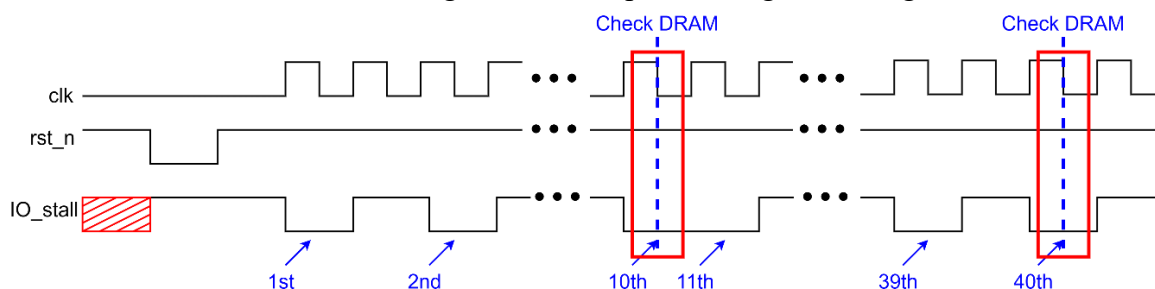 Check DRAM
Check DRAM
clk
rst_n
IO_stall
1st
2nd
10th
11th
39th
40th